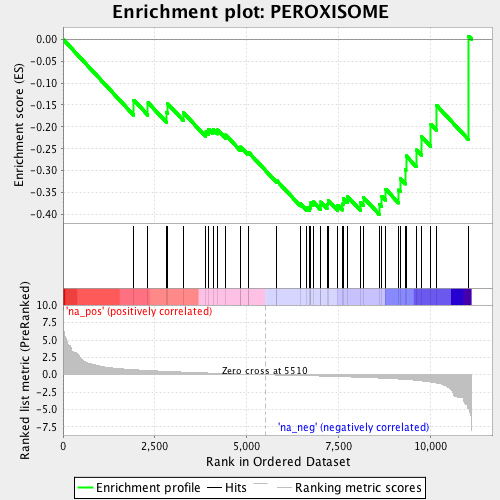 Enrichment plot: PEROXISOME
Enrichment score (ES)
0.00
-0.05
-0.10
-0.15
-0.20
-0.25
-0.30
-0.35
-0.40
Ranked list metric (PreRanked)
10.0
7.5
5.0
2.5
0.0
-2.5
-5.0
-7.5
'na_pos' (positively correlated)
Zero cross at 5510
'na_neg' (negatively correlated)
0
2,500
5,000
7,500
10,000
Rank in Ordered Dataset
Enrichment profile
Hits
Ranking metric scores